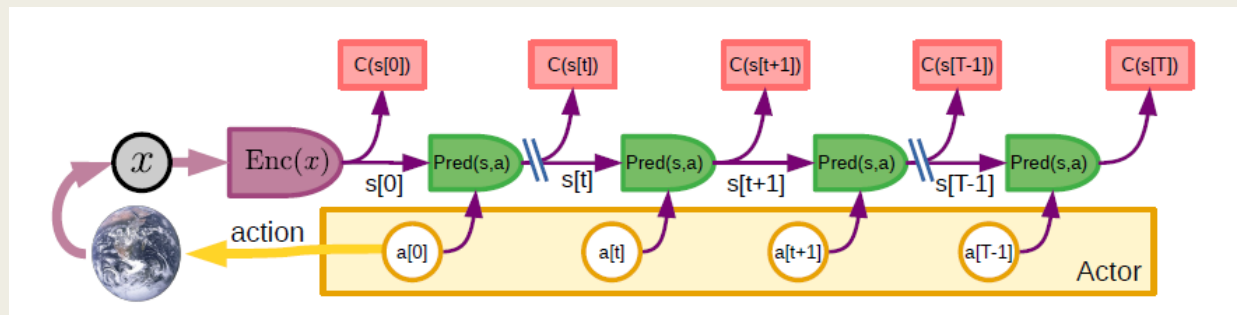 C(s[0])
C(s[t])
C(s[t+1])
C(s[T-1])
C(s[T])
x
Enc(x)
Pred(s,a)
Pred(s,a)
Pred(s,a)
Pred(s,a)
s[0]
s[t]
s[t+1]
s[T-1]
action
a[0]
a[t]
a[t+1]
a[T-1]
Actor